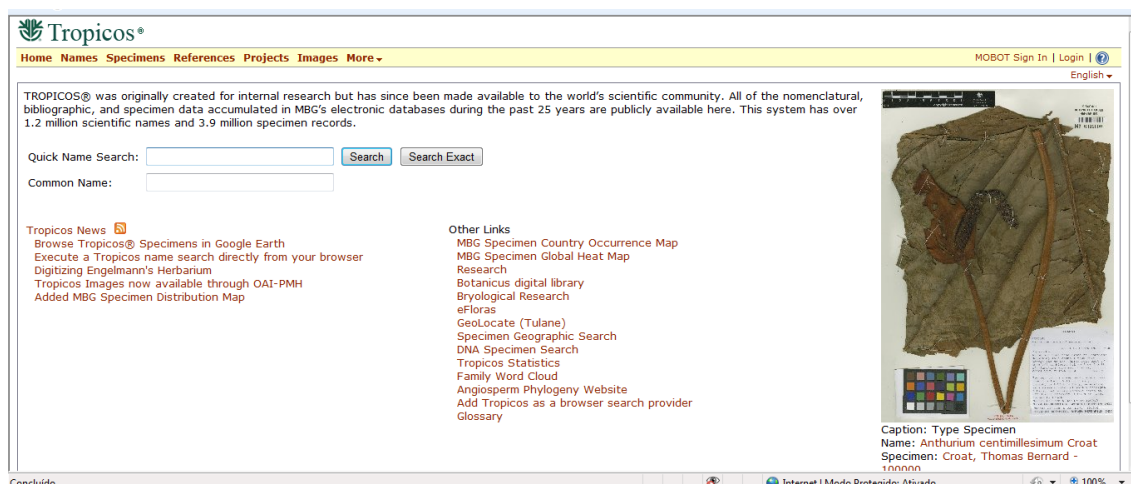 Tropicos®
Home Names Specimens References Projects Images More
MOBOT Sign In | Login |
English
TROPICOS® was originally created for internal research but has since been made available to the world's scientific community. All of the nomenclatural,
bibliographic, and specimen data accumulated in MBG's electronic databases during the past 25 years are publicly available here. This system has over
1.2 million scientific names and 3.9 million specimen records.
Quick Name Search: Search Search Exact
Common Name:
Tropicos News
Browse Tropicos® Specimens in Google Earth
Execute a Tropicos name search directly from your browser
Digitizing Engelmann's Herbarium
Tropicos Images now available through OAI-PMH
Added MBG Specimen Distribution Map
Other Links
MBG Specimen Country Occurrence Map
MBG Specimen Global Heat Map
Research
Botanicus digital library
Bryological Research
eFloras
GeoLocate (Tulane)
Specimen Geographic Search
DNA Specimen Search
Tropicos Statistics
Family Word Cloud
Angiosperm Phylogeny Website
Add Tropicos as a browser search provider
Glossary
Caption: Type Specimen
Name: Anthurium centimillesimum Croat
Specimen: Croat, Thomas Bernard -
100000
Concluído
Internet | Modo Protegido: Ativado
100%